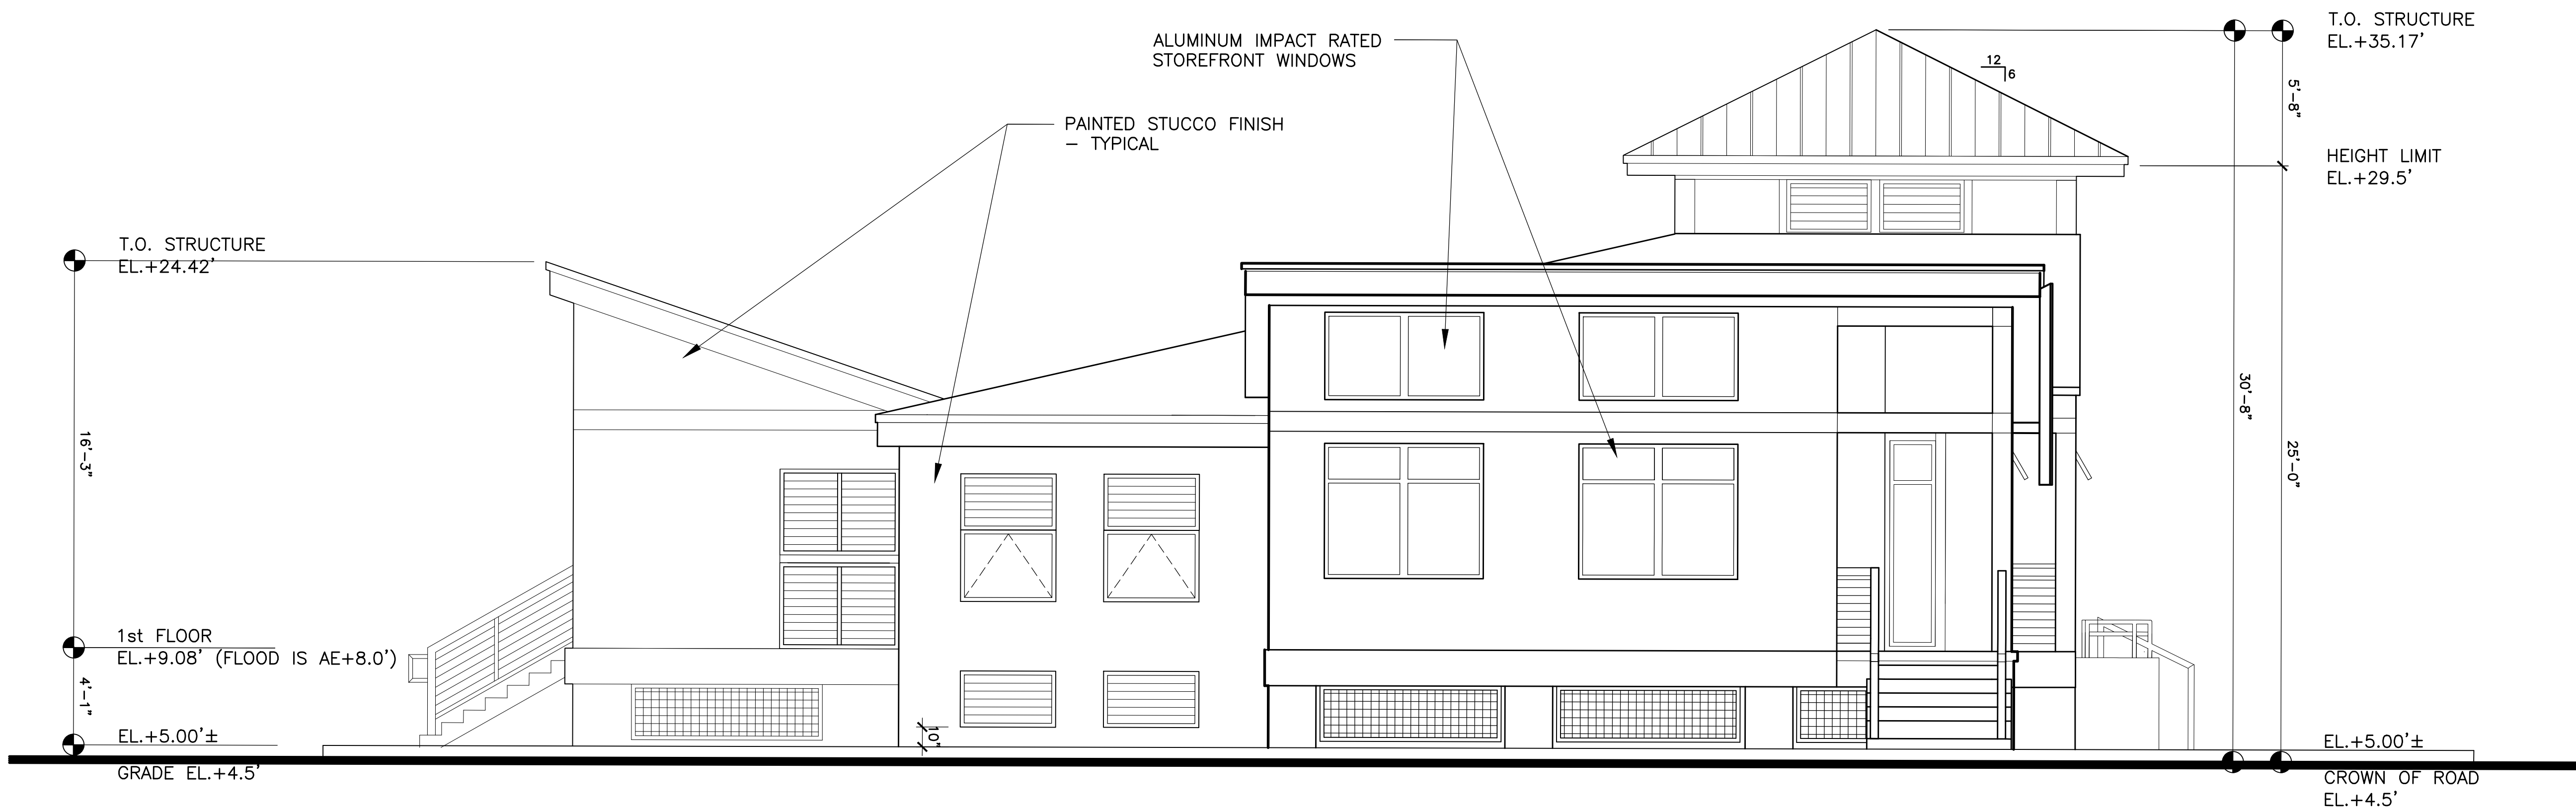 T.O. STRUCTURE
EL.+35.17'
ALUMINUM IMPACT RATED
STOREFRONT WINDOWS
12
6
5'-8"
PAINTED STUCCO FINISH
- TYPICAL
HEIGHT LIMIT
EL.+29.5'
T.O. STRUCTURE
EL.+24.42'
16'-3"
30'-8"
25'-0"
1st FLOOR
EL.+9.08' (FLOOD IS AE+8.0')
4'-1"
10"
EL.+5.00'±
GRADE EL.+4.5'
EL.+5.00'±
CROWN OF ROAD
EL.+4.5'